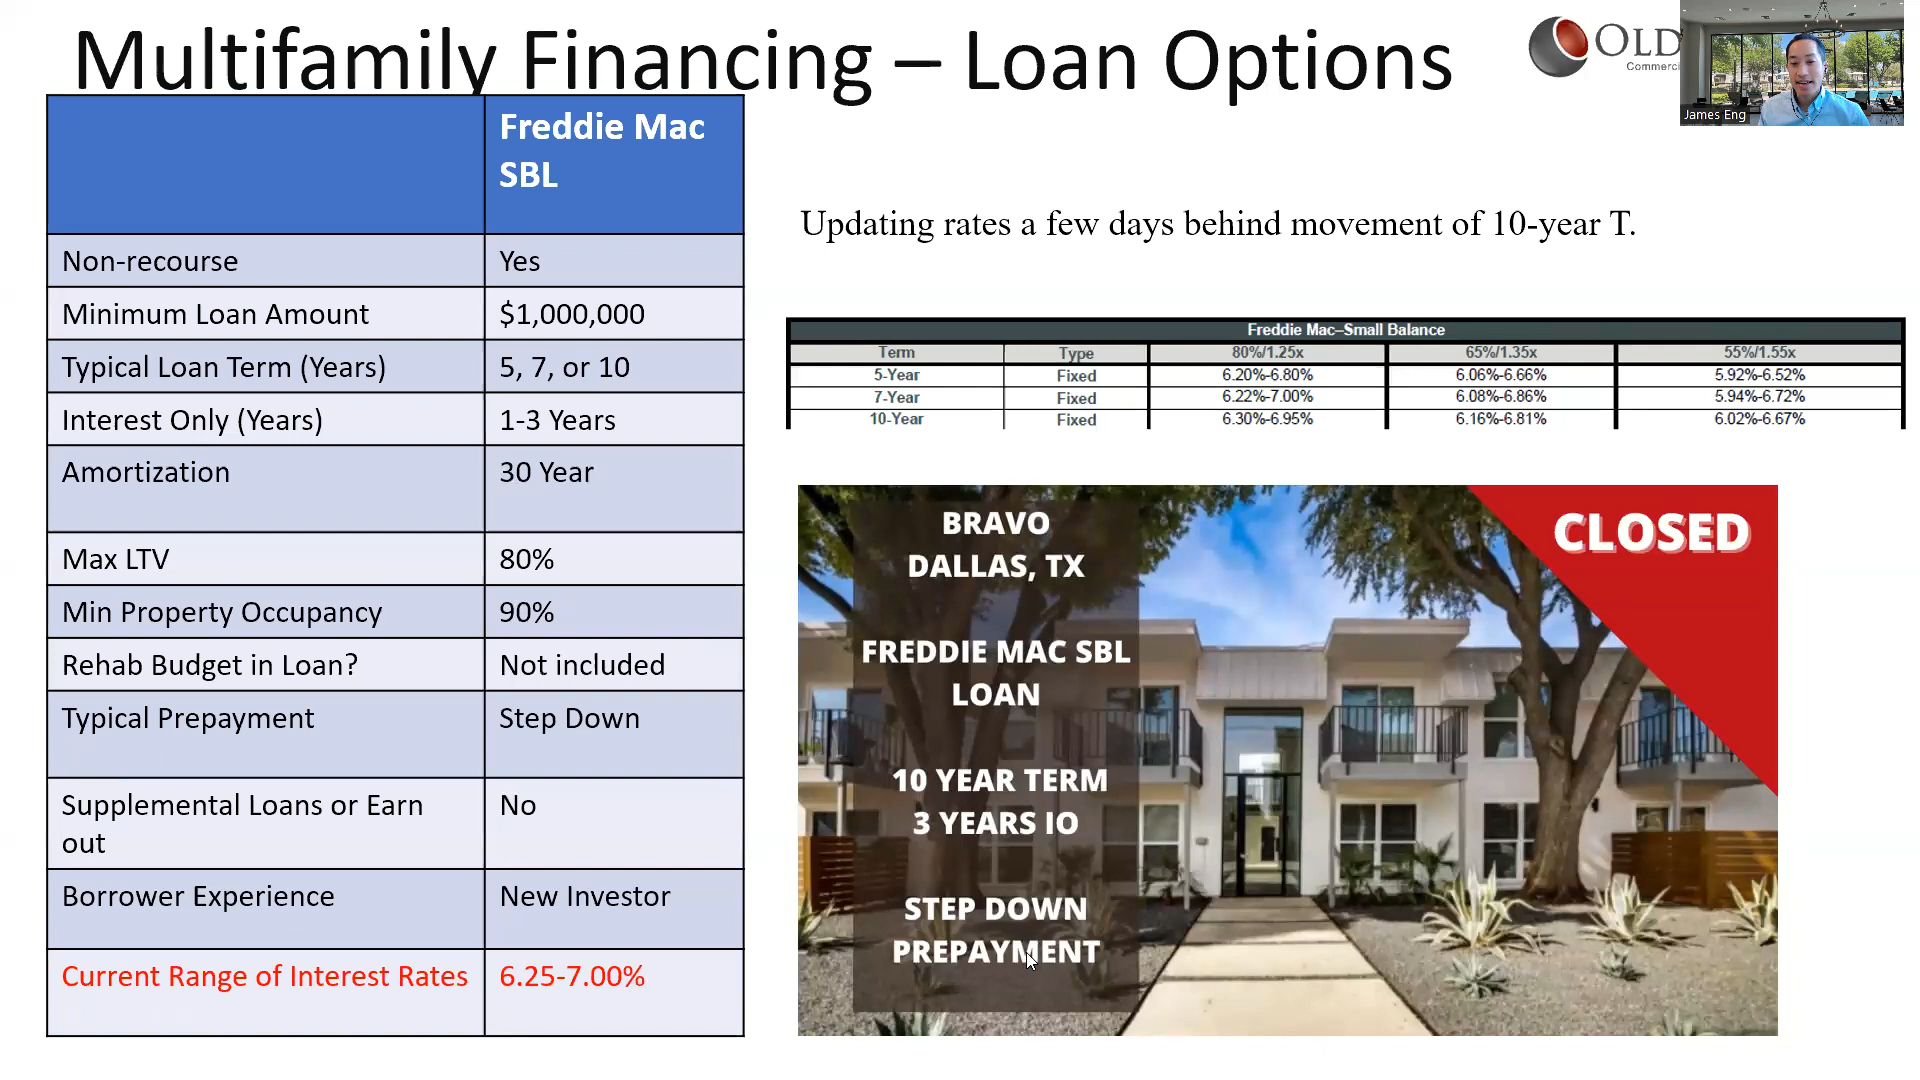 Multifamily Financing – Loan Options
OLD
Commerci
James Eng
Freddie Mac
SBL
Non-recourse Yes
Minimum Loan Amount $1,000,000
Typical Loan Term (Years) 5, 7, or 10
Interest Only (Years) 1-3 Years
Amortization 30 Year
Max LTV 80%
Min Property Occupancy 90%
Rehab Budget in Loan? Not included
Typical Prepayment Step Down
Supplemental Loans or Earn No
out
Borrower Experience New Investor
Current Range of Interest Rates 6.25-7.00%
Updating rates a few days behind movement of 10-year T.
Freddie Mac–Small Balance
Term Type 80%/1.25x 65%/1.35x 55%/1.55x
5-Year Fixed 6.20%-6.80% 6.06%-6.66% 5.92%-6.52%
7-Year Fixed 6.22%-7.00% 6.08%-6.86% 5.94%-6.72%
10-Year Fixed 6.30%-6.95% 6.16%-6.81% 6.02%-6.67%
BRAVO
DALLAS, TX
FREDDIE MAC SBL
LOAN
10 YEAR TERM
3 YEARS IO
STEP DOWN
PREPAYMENT
CLOSED